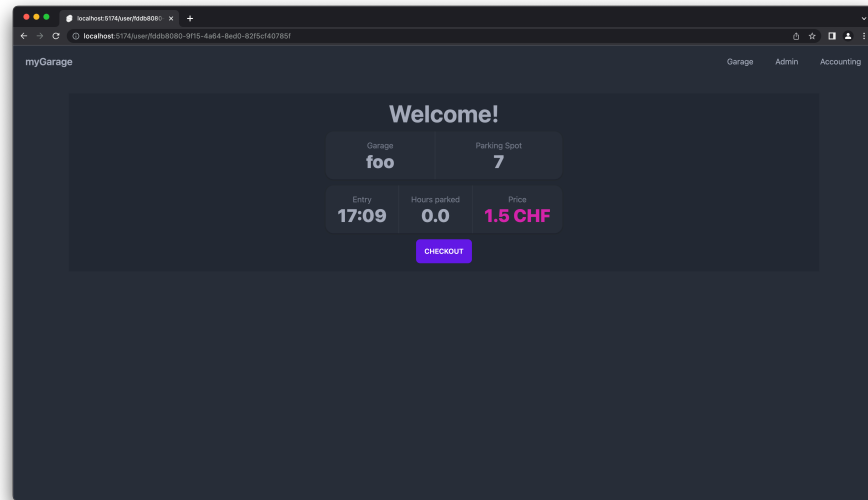 localhost:5174/user/fddb8080-
localhost:5174/user/fddb8080-9f15-4a64-8ed0-82f5cf40785f
myGarage Garage Admin Accounting
Welcome!
Garage Parking Spot
foo 7
Entry Hours parked Price
17:09 0.0 1.5 CHF
CHECKOUT